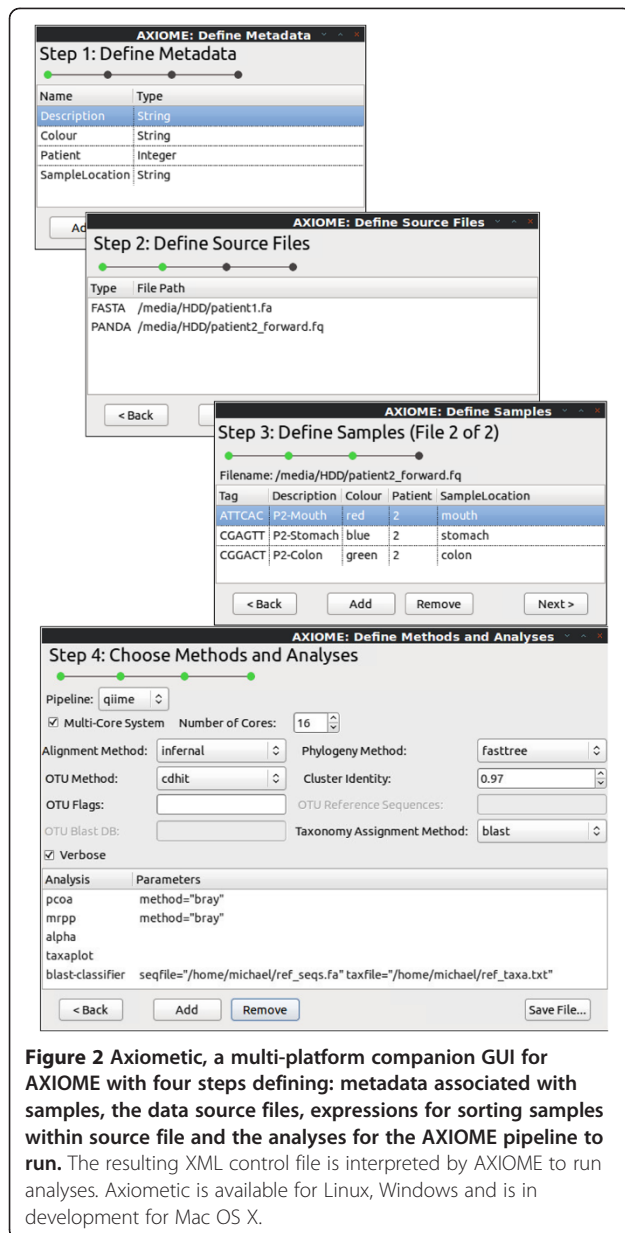 AXIOME: Define Metadata
Step 1: Define Metadata
Name Type
Description String
Colour String
Patient Integer
SampleLocation String
AXIOME: Define Source Files
Step 2: Define Source Files
Type File Path
FASTA /media/HDD/patient1.fa
PANDA /media/HDD/patient2_forward.fq
< Back
AXIOME: Define Samples
Step 3: Define Samples (File 2 of 2)
Filename: /media/HDD/patient2_forward.fq
Tag Description Colour Patient SampleLocation
ATTCAC P2-Mouth red 2 mouth
CGAGTT P2-Stomach blue 2 stomach
CGGACT P2-Colon green 2 colon
< Back Add Remove Next >
AXIOME: Define Methods and Analyses
Step 4: Choose Methods and Analyses
Pipeline: qiime
Multi-Core System Number of Cores: 16
Alignment Method: infernal Phylogeny Method: fasttree
OTU Method: cdhit Cluster Identity: 0.97
OTU Flags: OTU Reference Sequences:
OTU Blast DB: Taxonomy Assignment Method: blast
Verbose
Analysis Parameters
pcoa method="bray"
mrpp method="bray"
alpha
taxaplot
blast-classifier seqfile="/home/michael/ref_seqs.fa" taxfile="/home/michael/ref_taxa.txt"
< Back Add Remove Save File...
Figure 2 Axiometic, a multi-platform companion GUI for
AXIOME with four steps defining: metadata associated with
samples, the data source files, expressions for sorting samples
within source file and the analyses for the AXIOME pipeline to
run. The resulting XML control file is interpreted by AXIOME to run
analyses. Axiometic is available for Linux, Windows and is in
development for Mac OS X.